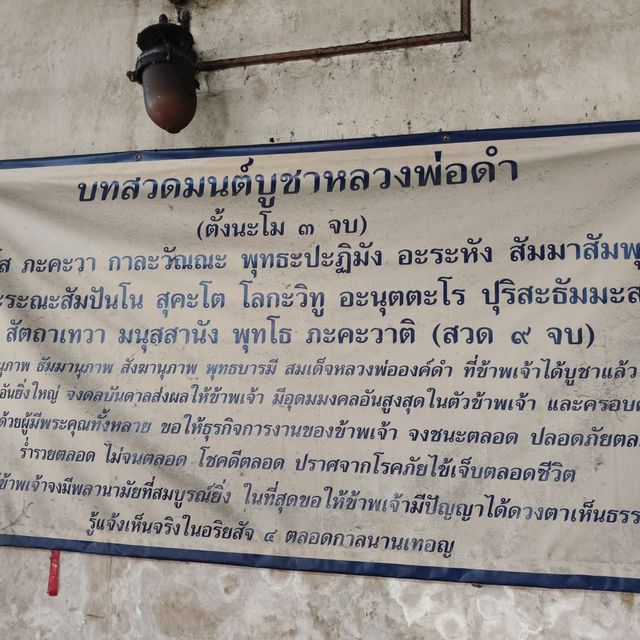 บทสวดมนต์บูชาหลวงพ่อดำ
(ตั้งนะโม ๓ จบ)
ภะคะวา กาละวัณณะ พุทธะปะฏิมัง อะระหัง สัมมาสัมพุ
ระณะสัมปันโน สุคะโต โลกะวิทู อะนุตตะโร ปุริสะธัมมะส
สัตถาเทวา มนุสสานัง พุทโธ ภะคะวาติ (สวด ๙ จบ)
นุภาพ ธัมมานุภาพ สังฆานุภาพ พุทธบารมี สมเด็จหลวงพ่อองค์ดำ ที่ข้าพเจ้าได้บูชาแล้ว
อันยิ่งใหญ่ จงดลบันดาลส่งผลให้ข้าพเจ้า มีอุดมมงคลอันสูงสุดในตัวข้าพเจ้า และครอบค
ด้วยผู้มีพระคุณทั้งหลาย ขอให้ธุรกิจการงานของข้าพเจ้า จงชนะตลอด ปลอดภัยตล
ร่ำรวยตลอด ไม่จนตลอด โชคดีตลอด ปราศจากโรคภัยไข้เจ็บตลอดชีวิต
ข้าพเจ้าจงมีพลานามัยที่สมบูรณ์ยิ่ง ในที่สุดขอให้ข้าพเจ้ามีปัญญาได้ดวงตาเห็นธรร
รู้แจ้งเห็นจริงในอริยสัจ ๔ ตลอดกาลนานเทอญ